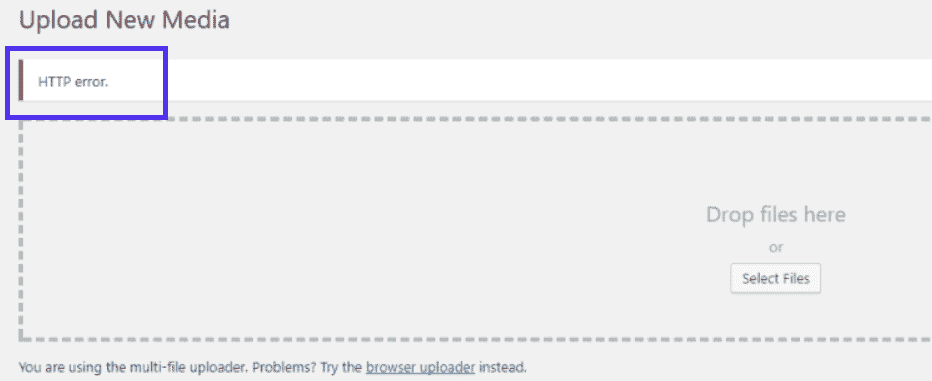 Upload New Media
HTTP error.
Drop files here
or
Select Files
You are using the multi-file uploader. Problems? Try the browser uploader instead.